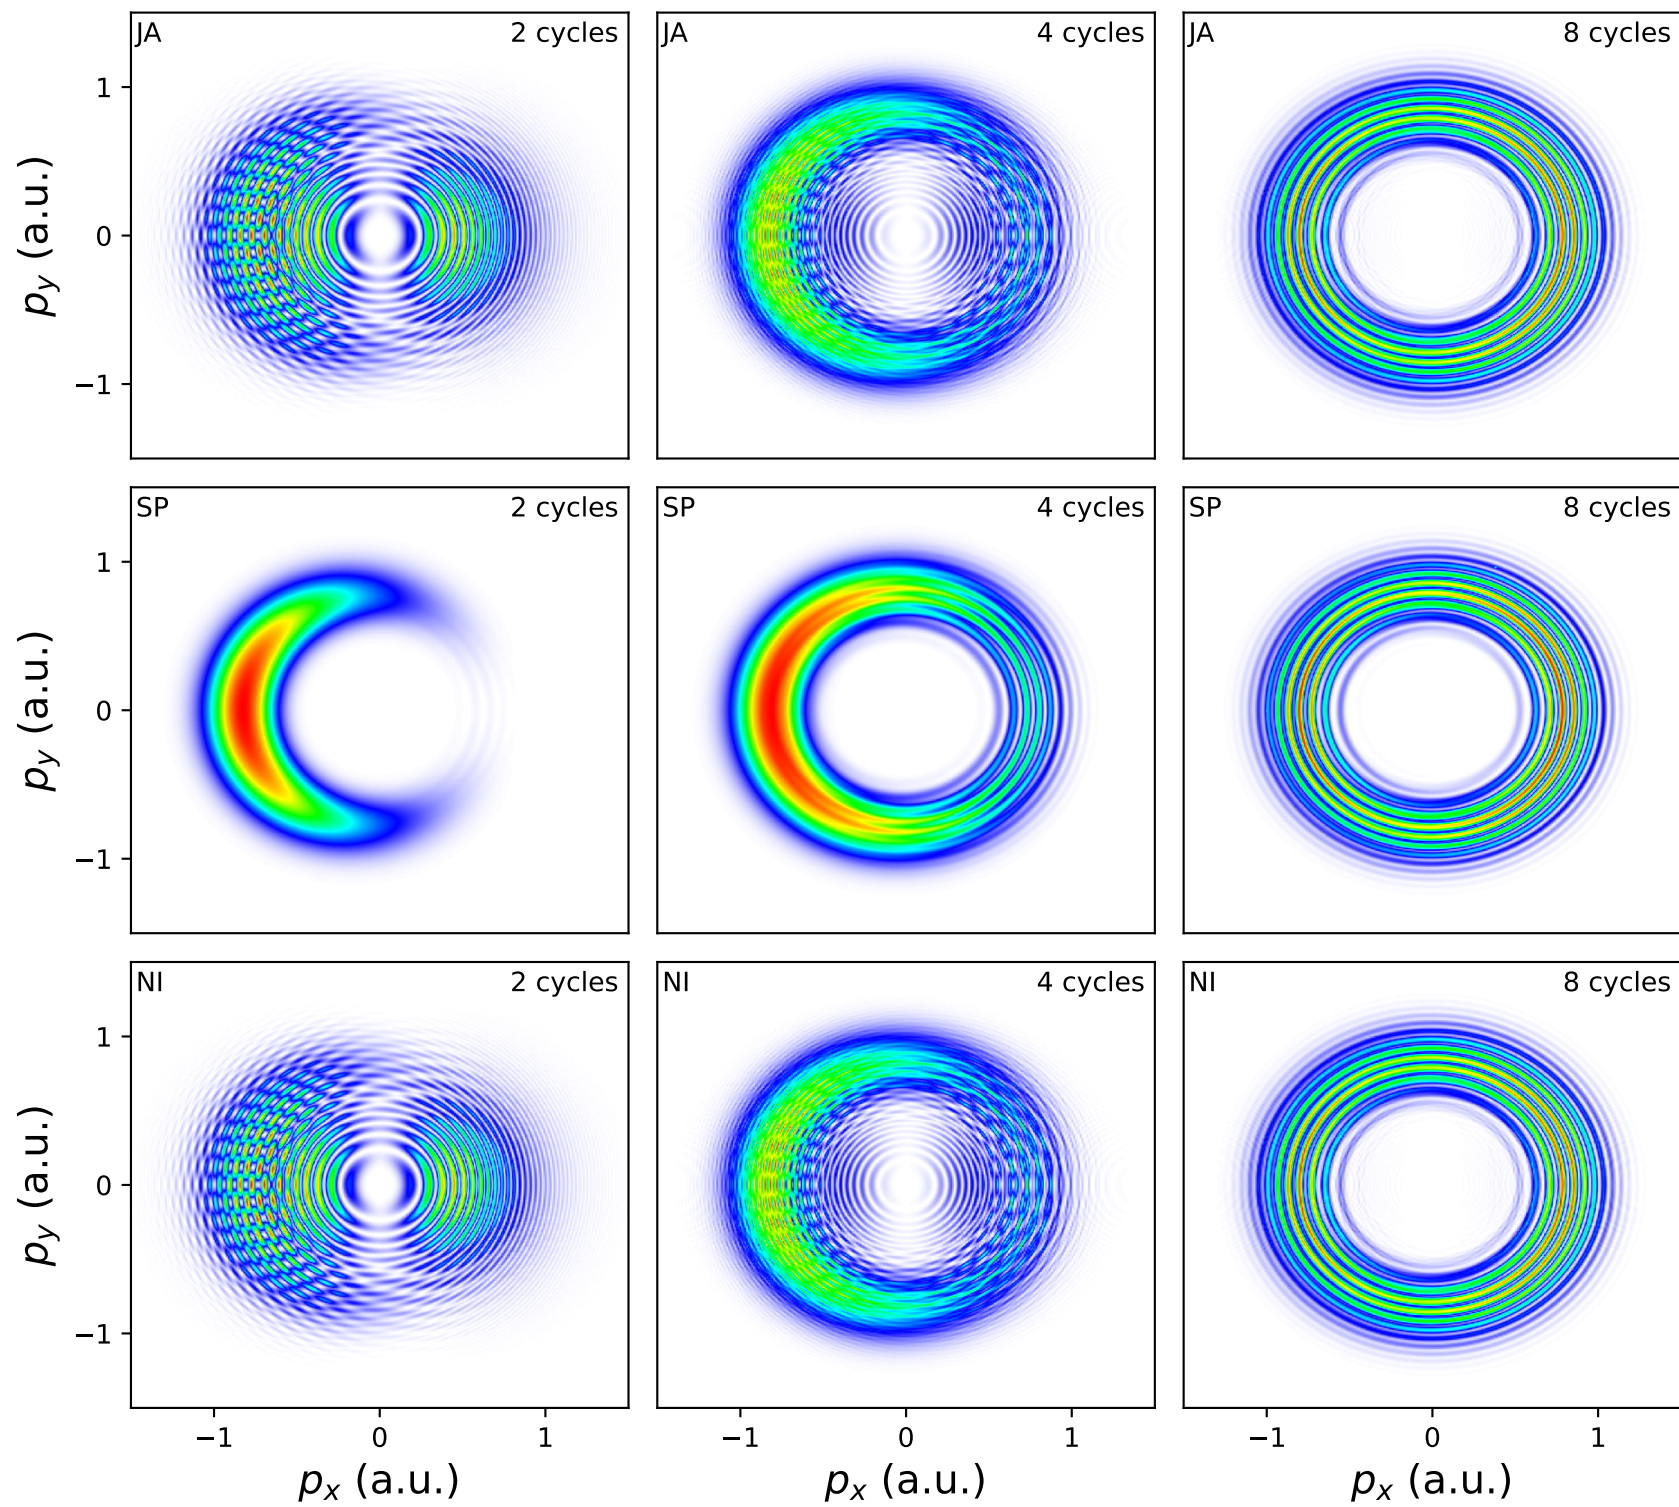 JA 2 cycles JA 4 cycles JA 8 cycles
1
p_y (a.u.)
0
−1
SP 2 cycles SP 4 cycles SP 8 cycles
1
p_y (a.u.)
0
−1
NI 2 cycles NI 4 cycles NI 8 cycles
1
p_y (a.u.)
0
−1
−1 0 1 −1 0 1 −1 0 1
p_x (a.u.) p_x (a.u.) p_x (a.u.)